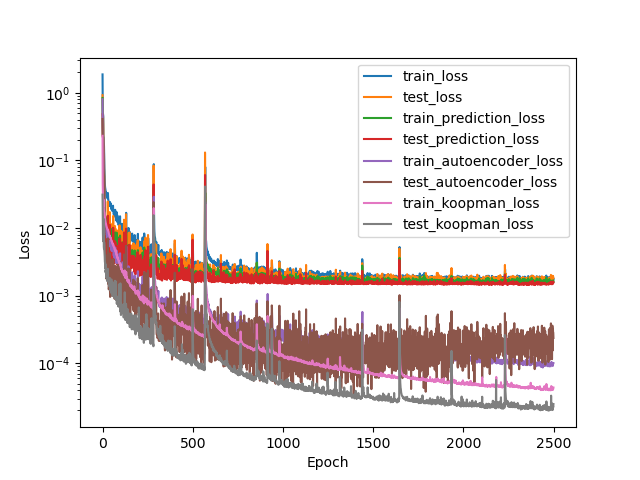 train_loss
test_loss
train_prediction_loss
test_prediction_loss
train_autoencoder_loss
test_autoencoder_loss
train_koopman_loss
test_koopman_loss
10⁰
10⁻¹
10⁻²
10⁻³
10⁻⁴
Loss
0 500 1000 1500 2000 2500
Epoch